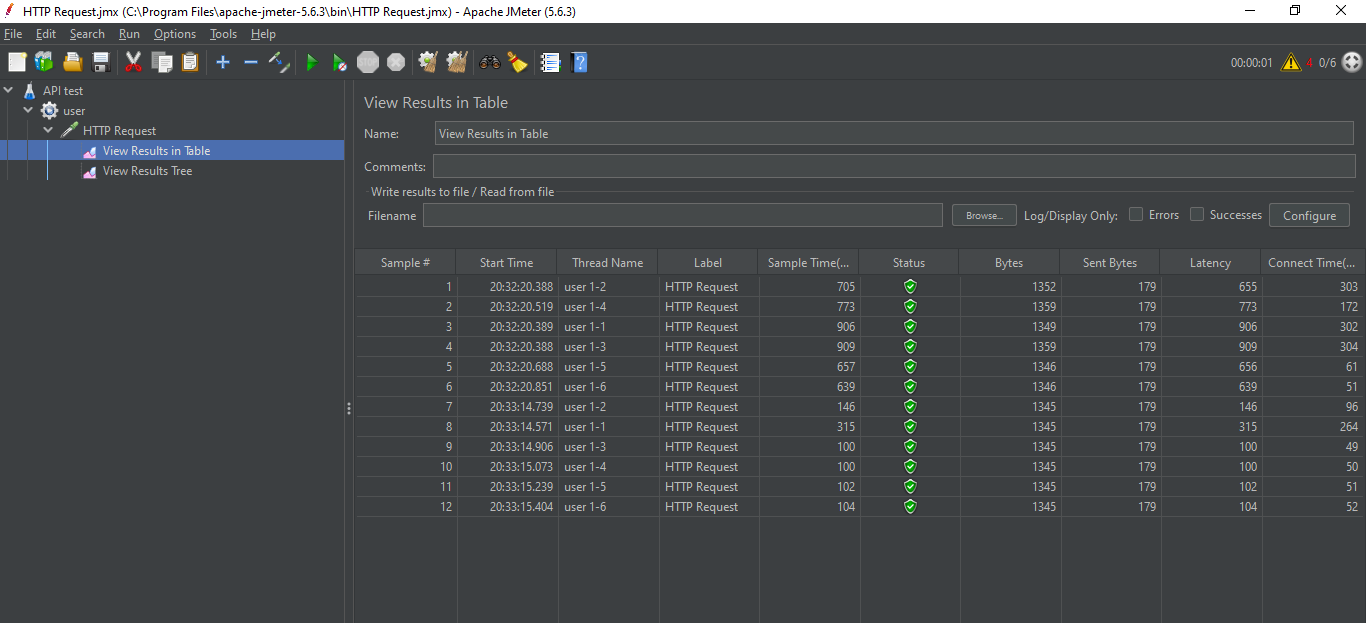 HTTP Request.jmx (C:\Program Files\apache-jmeter-5.6.3\bin\HTTP Request.jmx) - Apache JMeter (5.6.3)
File Edit Search Run Options Tools Help
STOP 00:00:01 4 0/6
API test
user
HTTP Request
View Results in Table
View Results Tree
View Results in Table
Name: View Results in Table
Comments:
Write results to file / Read from file
Filename Browse... Log/Display Only: Errors Successes Configure
Sample # Start Time Thread Name Label Sample Time(... Status Bytes Sent Bytes Latency Connect Time(...
1 20:32:20.388 user 1-2 HTTP Request 705 1352 179 655 303
2 20:32:20.519 user 1-4 HTTP Request 773 1359 179 773 172
3 20:32:20.389 user 1-1 HTTP Request 906 1349 179 906 302
4 20:32:20.388 user 1-3 HTTP Request 909 1359 179 909 304
5 20:32:20.688 user 1-5 HTTP Request 657 1346 179 656 61
6 20:32:20.851 user 1-6 HTTP Request 639 1346 179 639 51
7 20:33:14.739 user 1-2 HTTP Request 146 1345 179 146 96
8 20:33:14.571 user 1-1 HTTP Request 315 1345 179 315 264
9 20:33:14.906 user 1-3 HTTP Request 100 1345 179 100 49
10 20:33:15.073 user 1-4 HTTP Request 100 1345 179 100 50
11 20:33:15.239 user 1-5 HTTP Request 102 1345 179 102 51
12 20:33:15.404 user 1-6 HTTP Request 104 1345 179 104 52